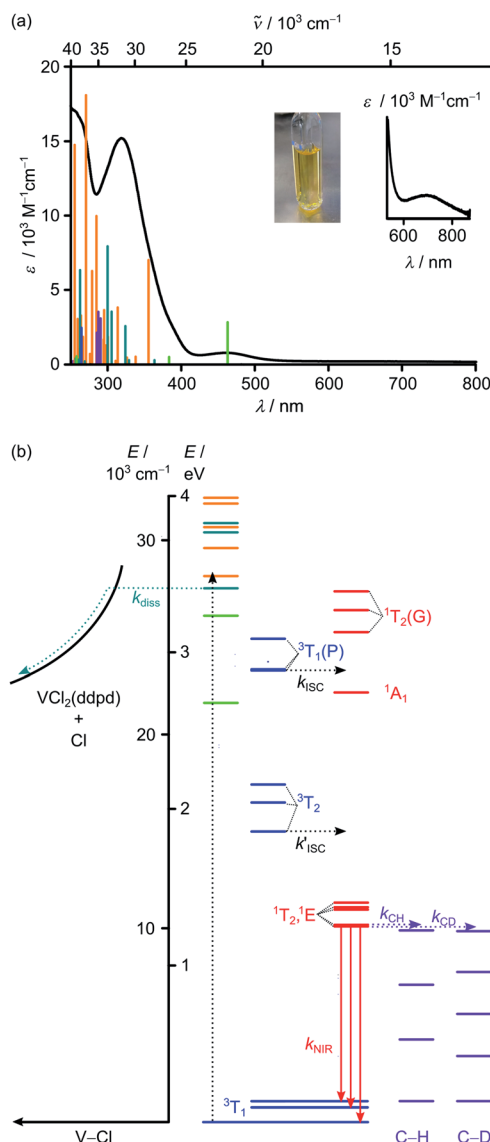 (a)
ṽ / 10³ cm⁻¹
40 35 30 25 20 15
ε / 10³ M⁻¹cm⁻¹
20
15
10
5
0
ε / 10³ M⁻¹cm⁻¹
600 800
λ / nm
300 400 500 600 700 800
λ / nm
(b)
E /
10³ cm⁻¹
E /
eV
4
30
k_diss
¹T₂(G)
³T₁(P)
3
k_ISC
¹A₁
VCl₂(ddpd)
+
Cl
20
2
³T₂
k'_ISC
¹T₂,¹E
k_CH
k_CD
10
1
k_NIR
³T₁
V–Cl
C–H
C–D